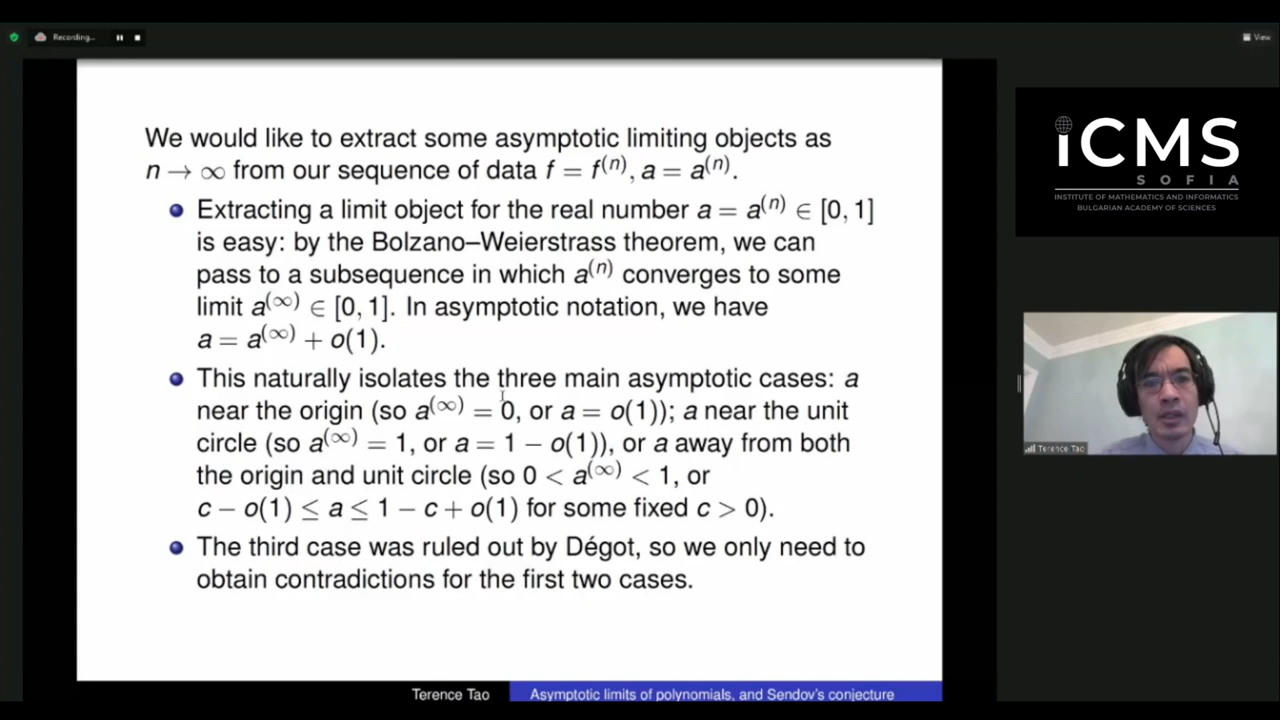 Recording...
View
We would like to extract some asymptotic limiting objects as
n → ∞ from our sequence of data f = f⁽ⁿ⁾, a = a⁽ⁿ⁾.
Extracting a limit object for the real number a = a⁽ⁿ⁾ ∈ [0, 1]
is easy: by the Bolzano–Weierstrass theorem, we can
pass to a subsequence in which a⁽ⁿ⁾ converges to some
limit a^(∞) ∈ [0, 1]. In asymptotic notation, we have
a = a^(∞) + o(1).
This naturally isolates the three main asymptotic cases: a
near the origin (so a^(∞) = 0, or a = o(1)); a near the unit
circle (so a^(∞) = 1, or a = 1 − o(1)), or a away from both
the origin and unit circle (so 0 < a^(∞) < 1, or
c − o(1) ≤ a ≤ 1 − c + o(1) for some fixed c > 0).
The third case was ruled out by Dégot, so we only need to
obtain contradictions for the first two cases.
Terence Tao
Asymptotic limits of polynomials, and Sendov's conjecture
iCMS
SOFIA
INSTITUTE OF MATHEMATICS AND INFORMATICS
BULGARIAN ACADEMY OF SCIENCES
Terence Tao